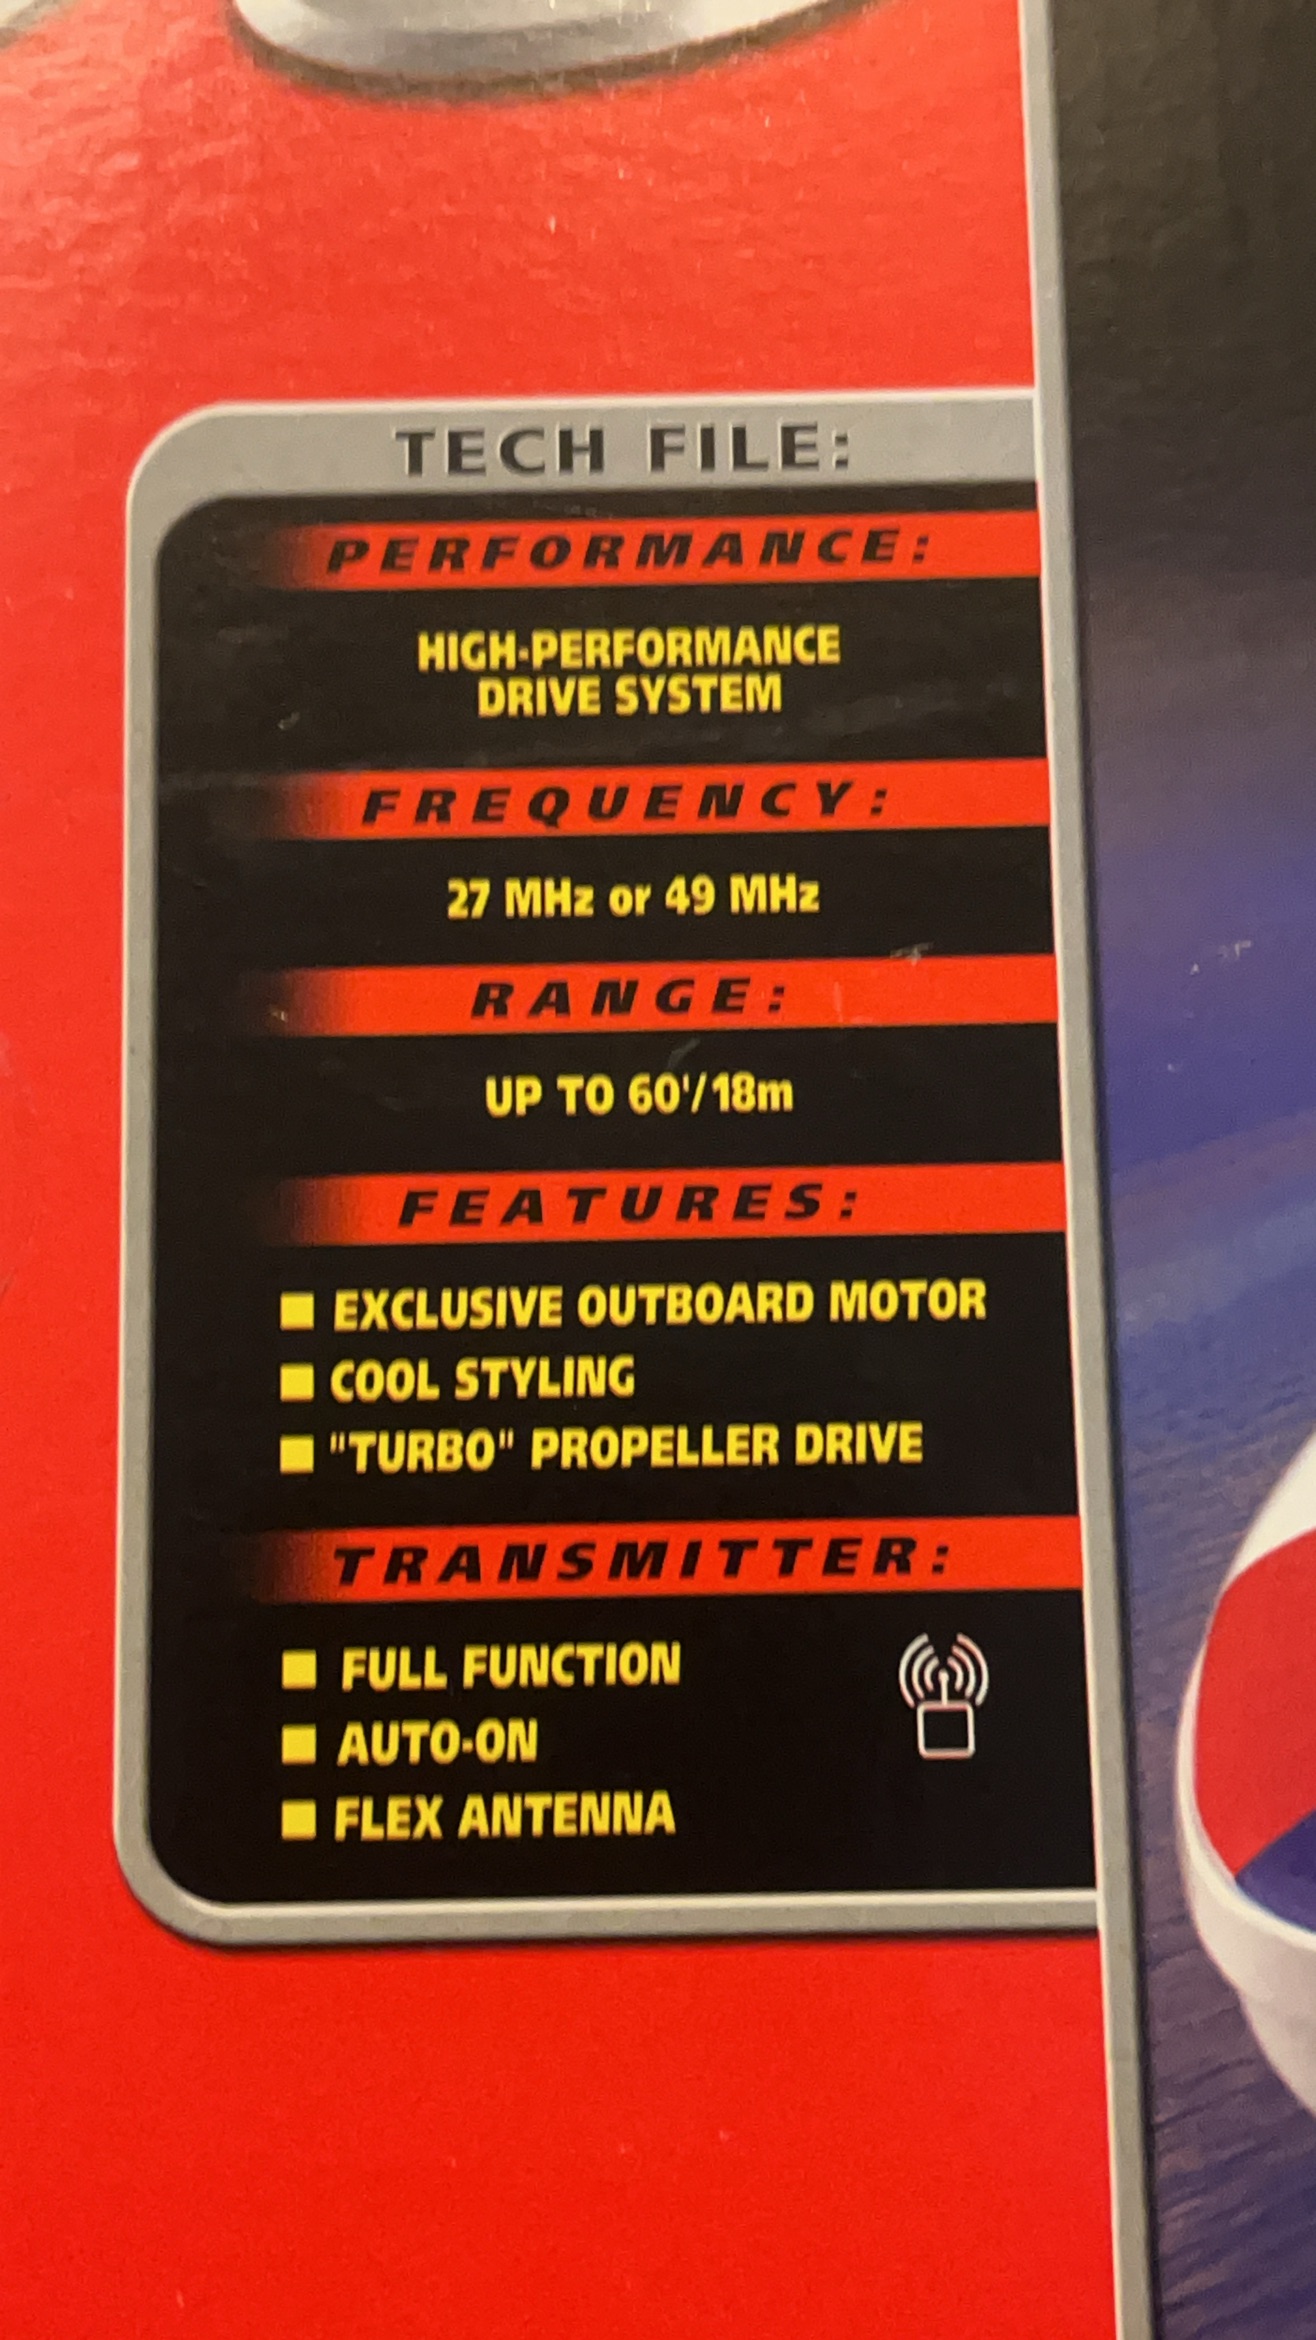 TECH FILE:
PERFORMANCE:
HIGH-PERFORMANCE
DRIVE SYSTEM
FREQUENCY:
27 MHz or 49 MHz
RANGE:
UP TO 60'/18m
FEATURES:
■ EXCLUSIVE OUTBOARD MOTOR
■ COOL STYLING
■ "TURBO" PROPELLER DRIVE
TRANSMITTER:
■ FULL FUNCTION
■ AUTO-ON
■ FLEX ANTENNA